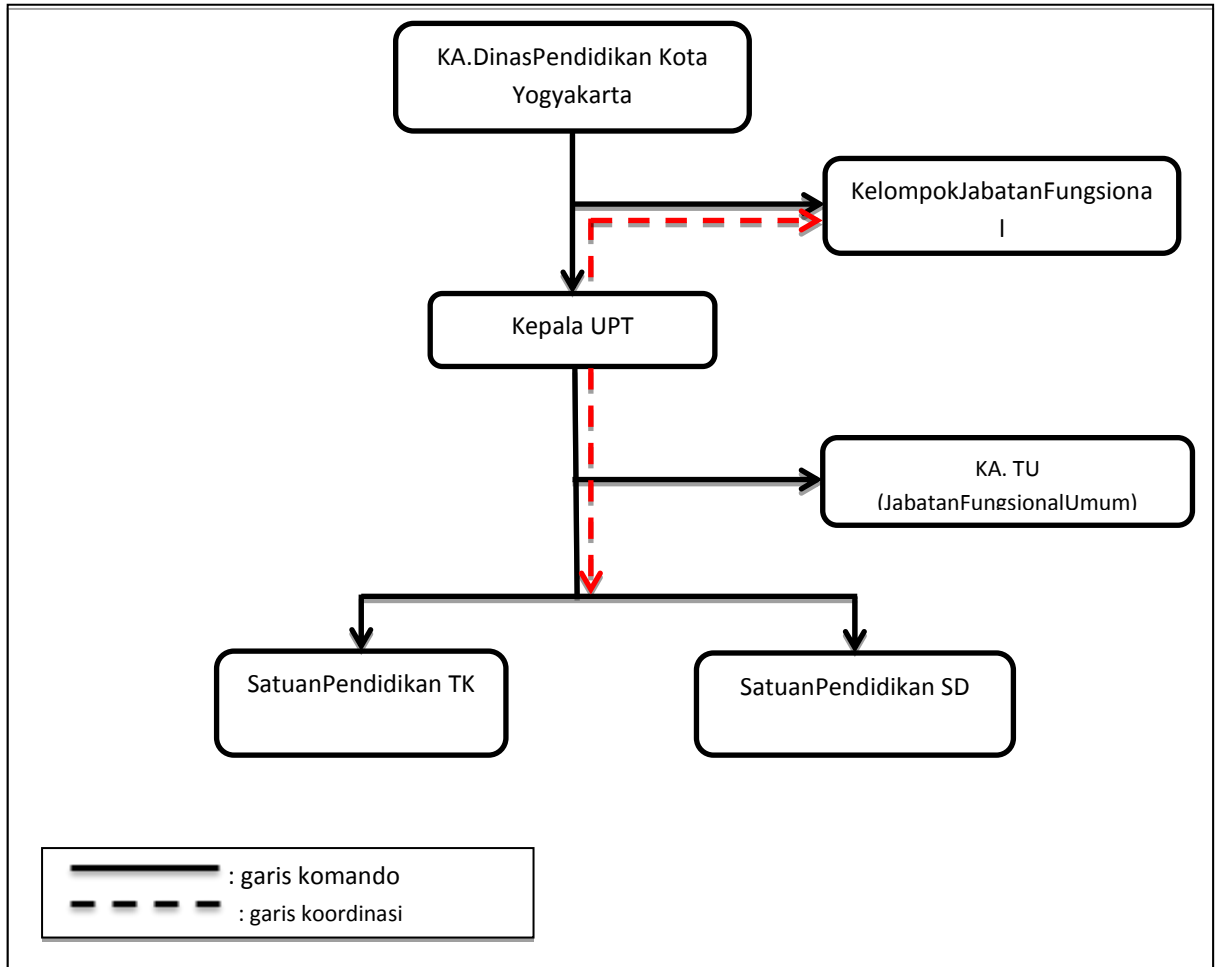 KA.DinasPendidikan Kota
Yogyakarta
KelompokJabatanFungsiona
l
Kepala UPT
KA. TU
(JabatanFungsionalUmum)
SatuanPendidikan TK
SatuanPendidikan SD
: garis komando
: garis koordinasi